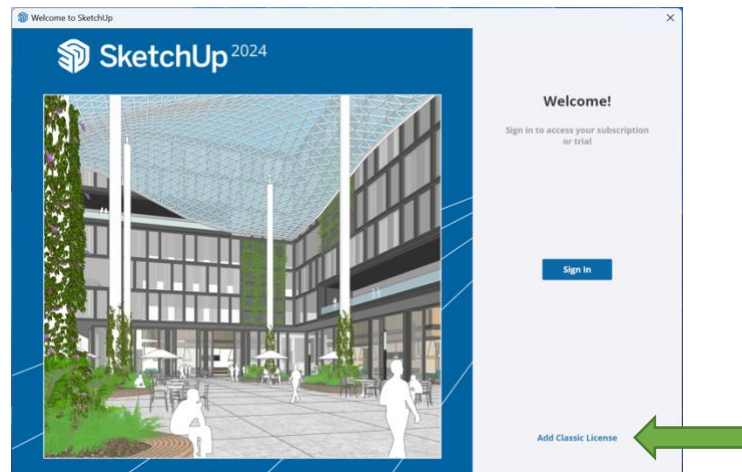 Welcome to SketchUp
SketchUp 2024
Welcome!
Sign in to access your subscription
or trial
Sign In
Add Classic License